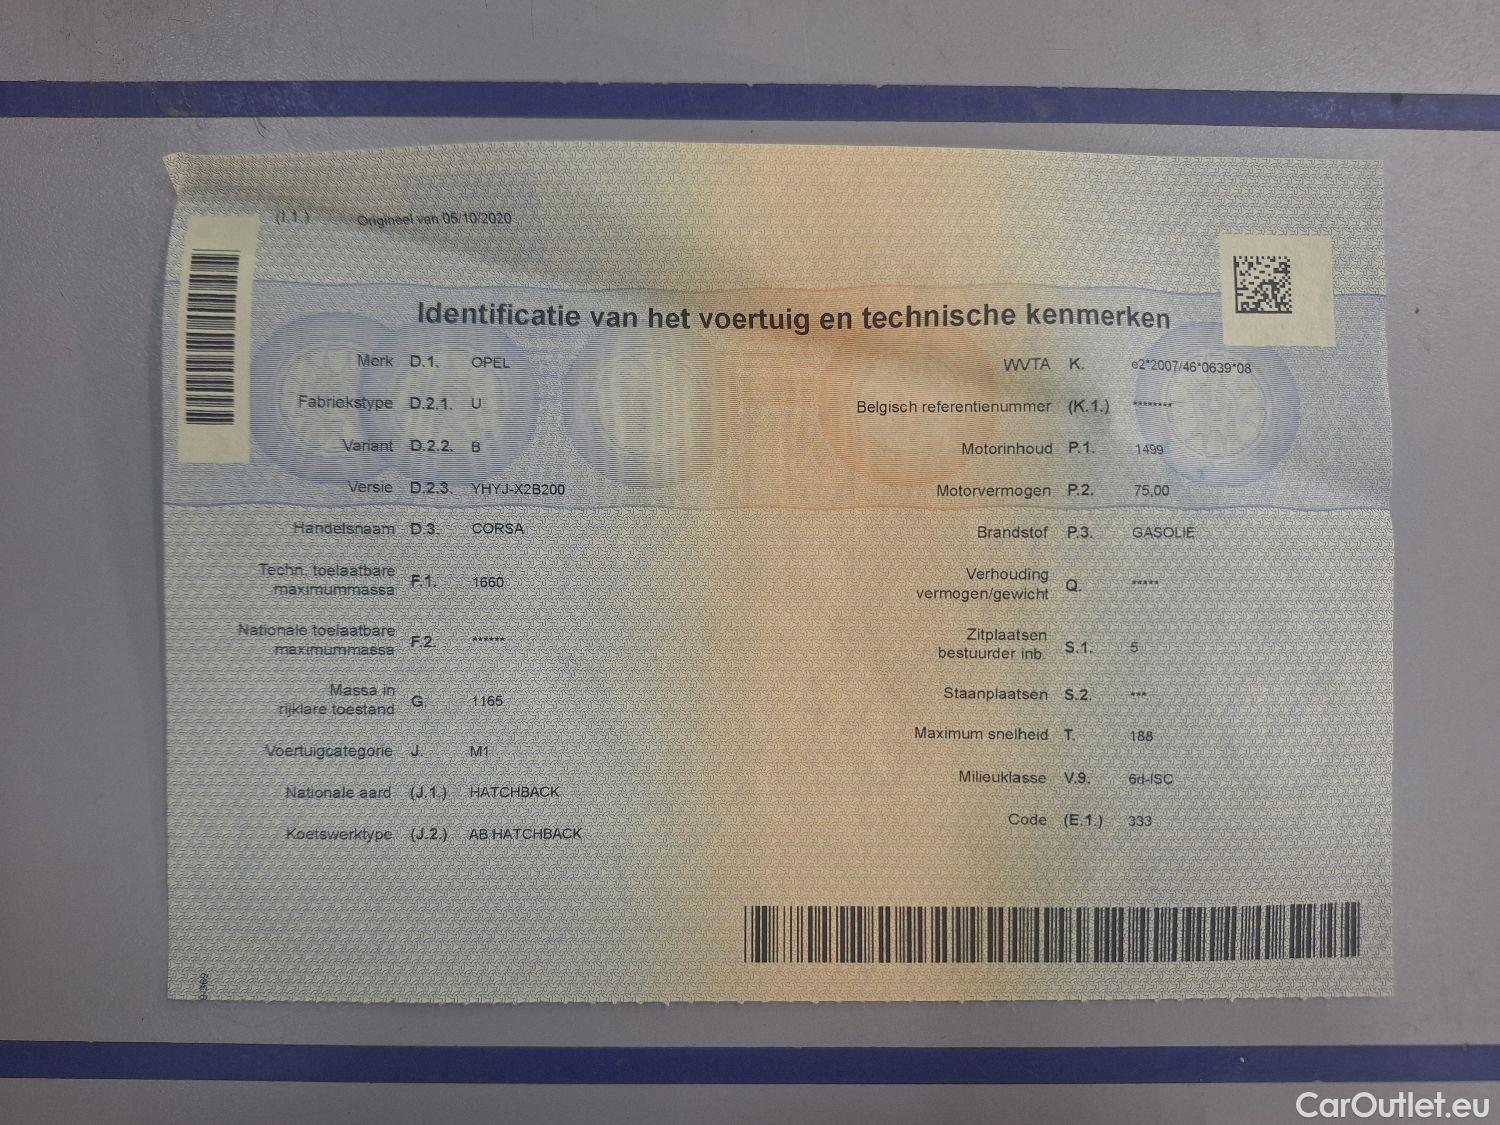 (I.1.) Origineel van 05/10/2020
Identificatie van het voertuig en technische kenmerken
Merk D.1. OPEL
Fabriekstype D.2.1. U
Variant D.2.2. B
Versie D.2.3. YHYJ-X2B200
Handelsnaam D.3. CORSA
Techn. toelaatbare
maximummassa F.1. 1660
Nationale toelaatbare
maximummassa F.2. ******
Massa in
rijklare toestand G. 1165
Voertuigcategorie J. M1
Nationale aard (J.1.) HATCHBACK
Koetswerktype (J.2.) AB HATCHBACK
WVTA K. e2*2007/46*0639*08
Belgisch referentienummer (K.1.) ********
Motorinhoud P.1. 1499
Motorvermogen P.2. 75,00
Brandstof P.3. GASOLIE
Verhouding
vermogen/gewicht Q. *****
Zitplaatsen
bestuurder inb. S.1. 5
Staanplaatsen S.2. ***
Maximum snelheid T. 188
Milieuklasse V.9. 6d-ISC
Code (E.1.) 333
9-369
CarOutlet.eu